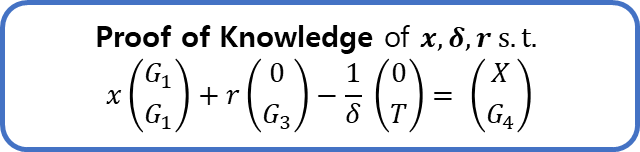 Proof of Knowledge of x, δ, r s.t.
x(G₁ G₁) + r(0 G₃) − 1/δ (0 T) = (X G₄)